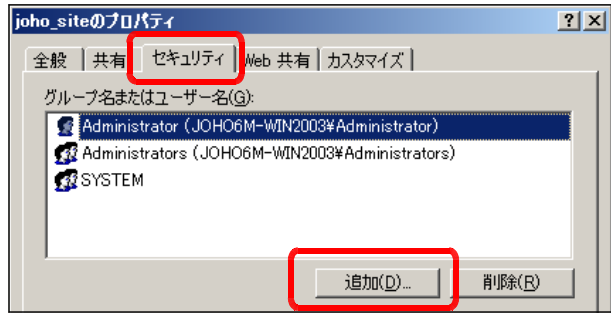 joho_siteのプロパティ
全般 共有 セキュリティ Web 共有 カスタマイズ
グループ名またはユーザー名(G):
Administrator (JOHO6M-WIN2003¥Administrator)
Administrators (JOHO6M-WIN2003¥Administrators)
SYSTEM
追加(D)... 削除(R)